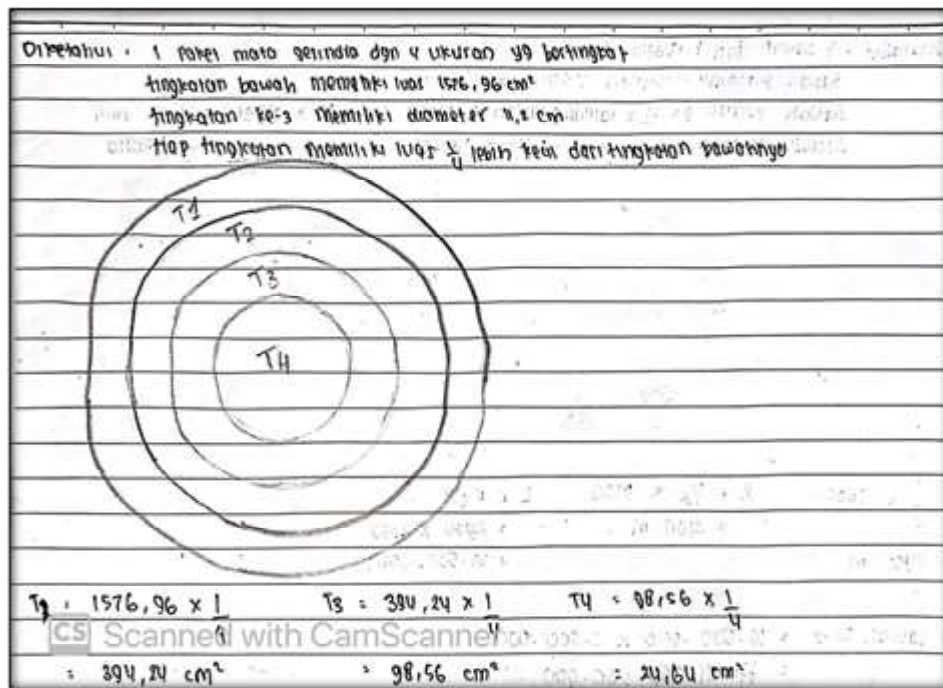 Diketahui : 1 paket mata gerinda dgn 4 ukuran yg bertingkat
tingkatan bawah memiliki luas 1576,96 cm²
tingkatan ke-3 memiliki diameter cm
tiap tingkatan memiliki luas 1/4 lebih kecil dari tingkatan bawahnya
T1
T2
T3
T4
T2 : 1576,96 × 1/4 T3 = 394,24 × 1/4 T4 = 98,56 × 1/4
CS Scanned with CamScanner
= 394,24 cm² = 98,56 cm² = 24,64 cm²